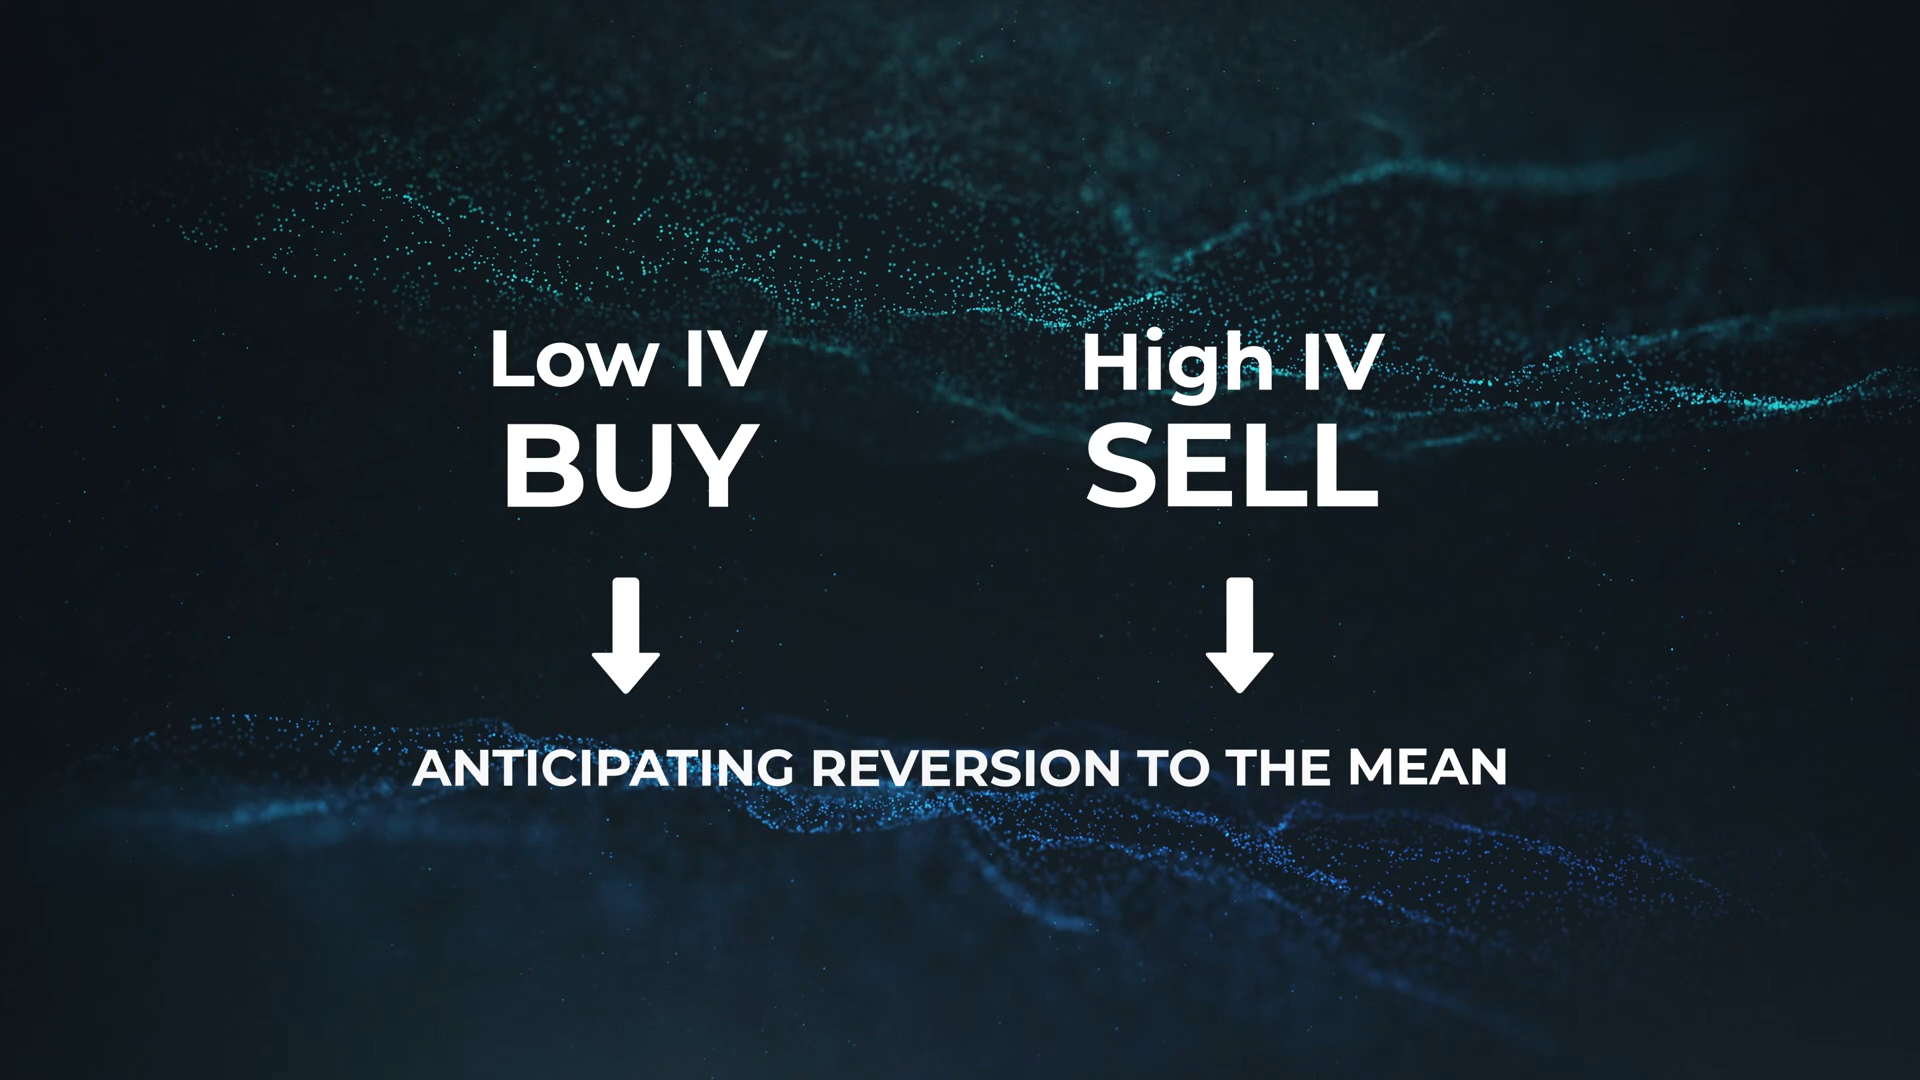 Low IV
BUY
High IV
SELL
ANTICIPATING REVERSION TO THE MEAN